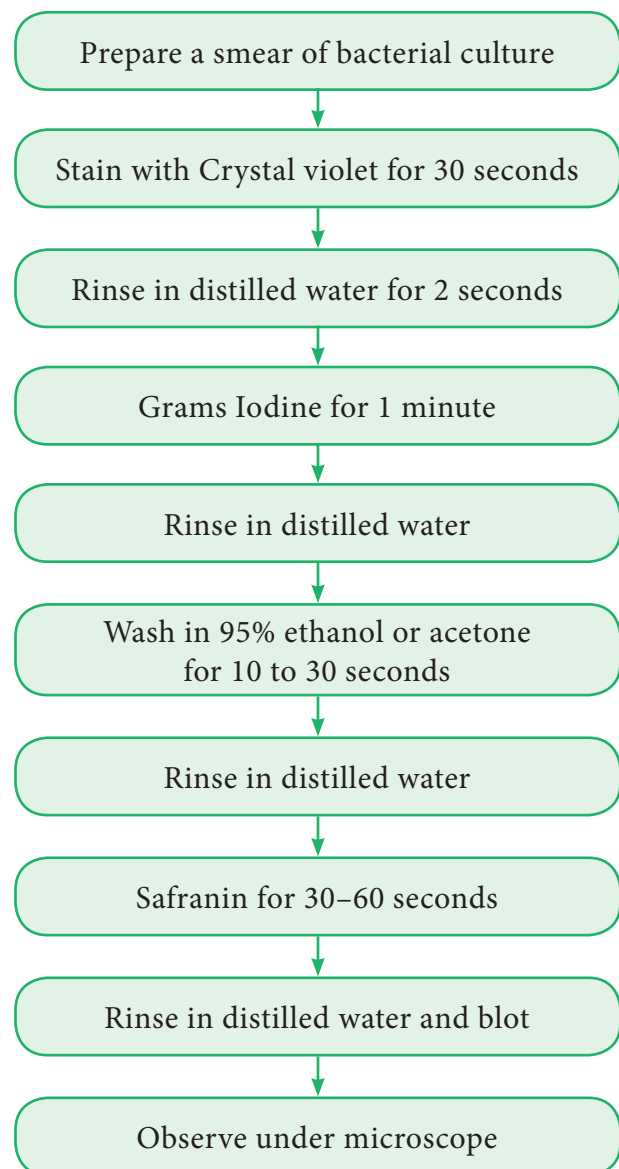 Prepare a smear of bacterial culture
Stain with Crystal violet for 30 seconds
Rinse in distilled water for 2 seconds
Grams Iodine for 1 minute
Rinse in distilled water
Wash in 95% ethanol or acetone
for 10 to 30 seconds
Rinse in distilled water
Safranin for 30–60 seconds
Rinse in distilled water and blot
Observe under microscope